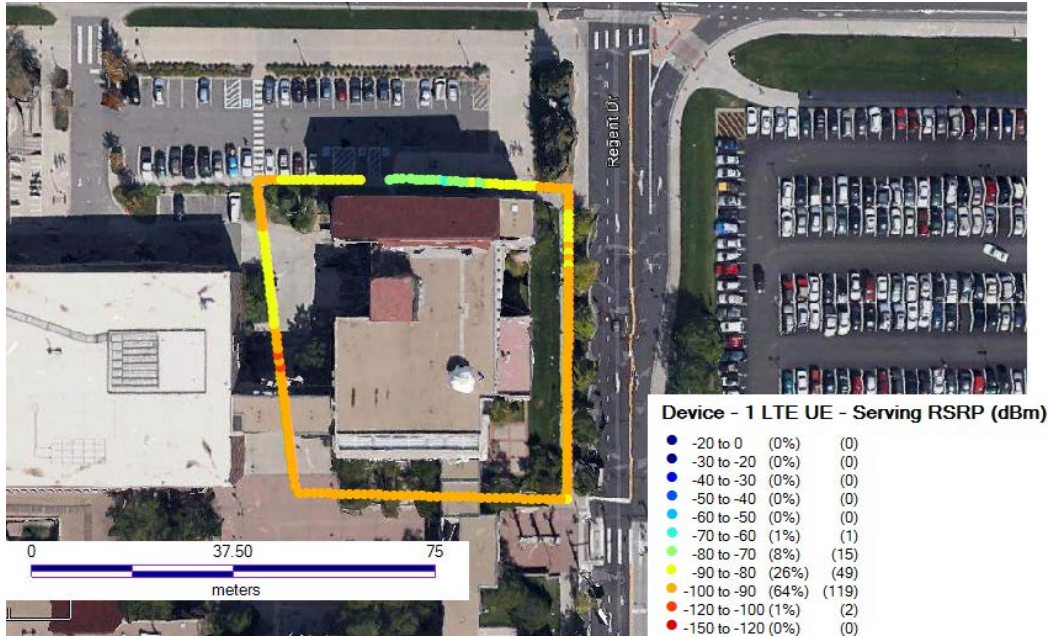 Regent Dr
Device - 1 LTE UE - Serving RSRP (dBm)
-20 to 0 (0%) (0)
-30 to -20 (0%) (0)
-40 to -30 (0%) (0)
-50 to -40 (0%) (0)
-60 to -50 (0%) (0)
-70 to -60 (1%) (1)
-80 to -70 (8%) (15)
-90 to -80 (26%) (49)
-100 to -90 (64%) (119)
-120 to -100 (1%) (2)
-150 to -120 (0%) (0)
0 37.50 75
meters